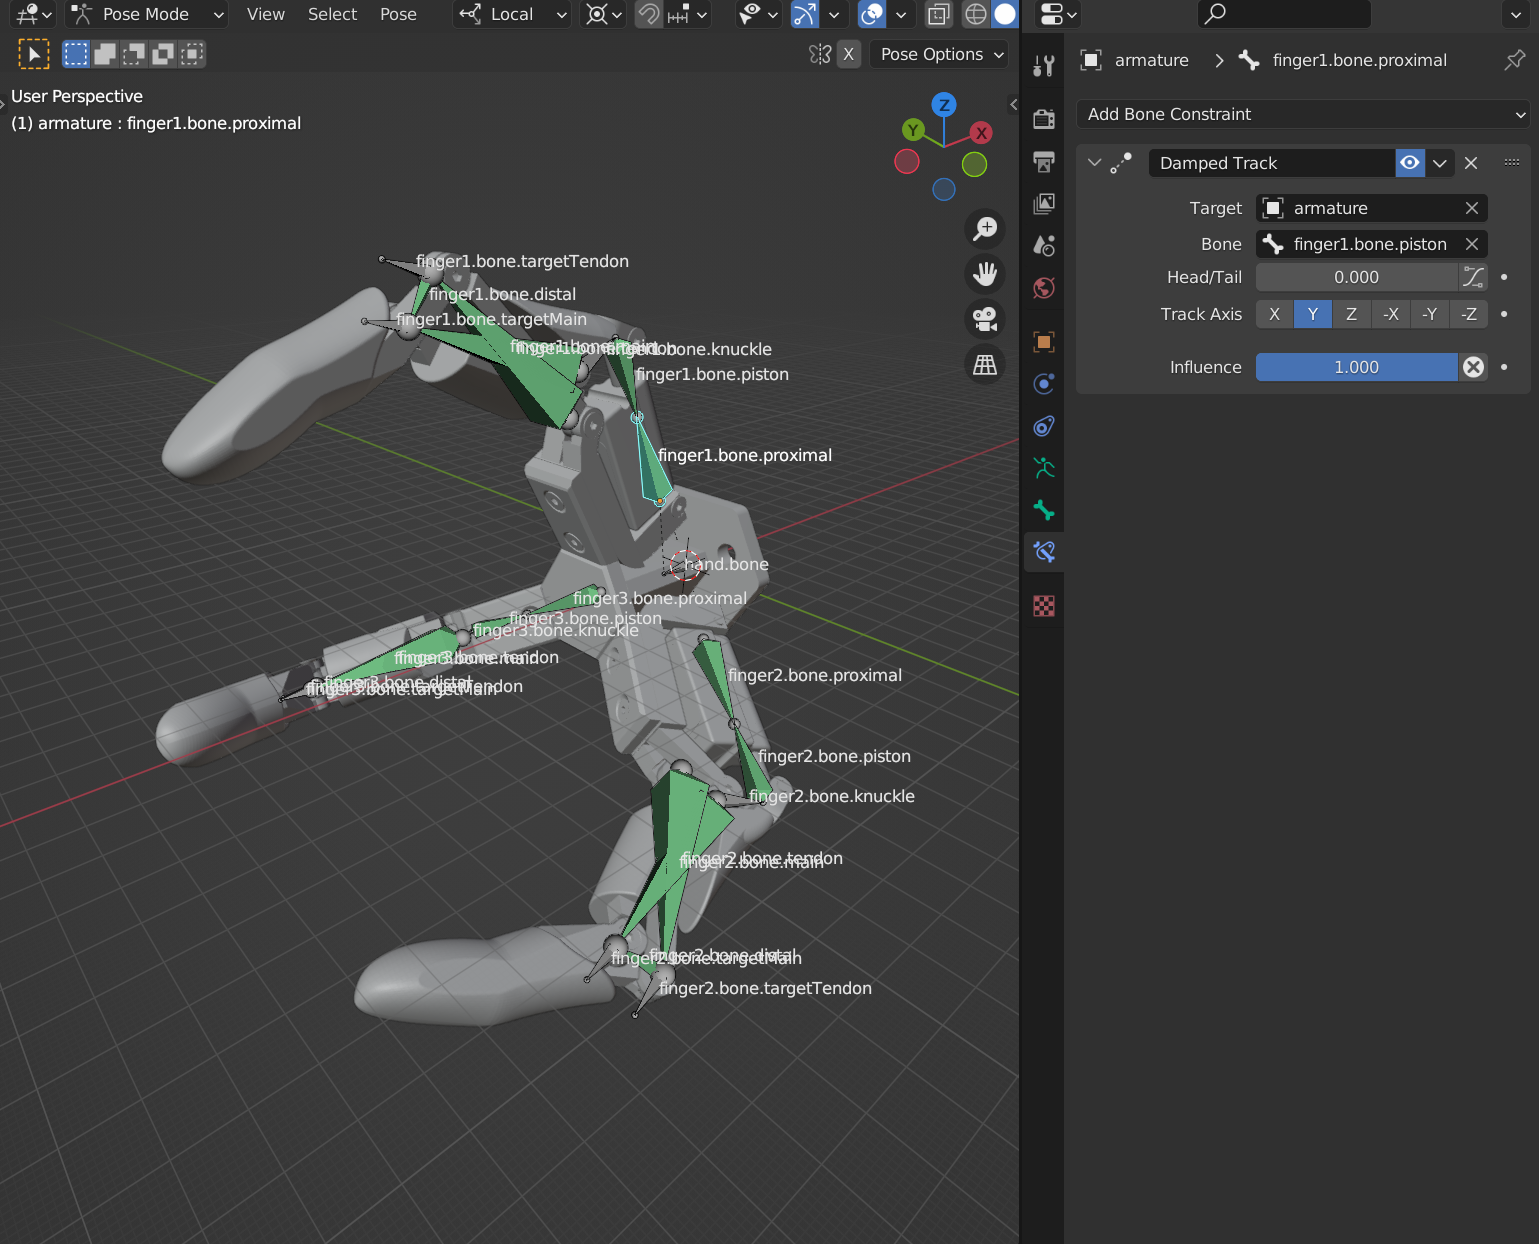 Pose Mode View Select Pose Local
X Pose Options
User Perspective
(1) armature : finger1.bone.proximal
Z
Y X
finger1.bone.targetTendon
finger1.bone.distal
finger1.bone.targetMain
finger1.bone.knuckle
finger1.bone.piston
finger1.bone.proximal
hand.bone
finger3.bone.proximal
finger3.bone.piston
finger3.bone.knuckle
finger3.bone.tendon
finger3.bone.distal
finger3.bone.targetMain
finger2.bone.proximal
finger2.bone.piston
finger2.bone.knuckle
finger2.bone.tendon
finger2.bone.main
finger2.bone.distal
finger2.bone.targetMain
finger2.bone.targetTendon
armature finger1.bone.proximal
Add Bone Constraint
Damped Track
Target armature
Bone finger1.bone.piston
Head/Tail 0.000
Track Axis X Y Z -X -Y -Z
Influence 1.000